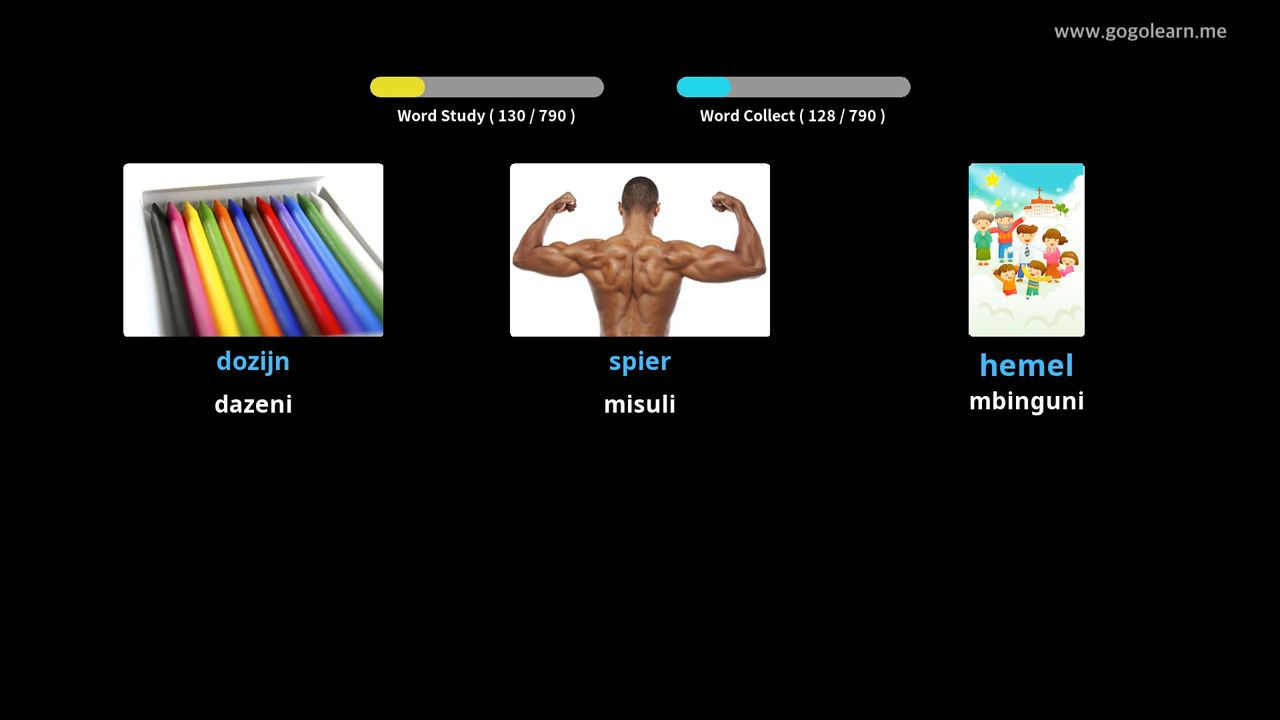 www.gogolearn.me
Word Study ( 130 / 790 )
Word Collect ( 128 / 790 )
dozijn
spier
hemel
dazeni
misuli
mbinguni